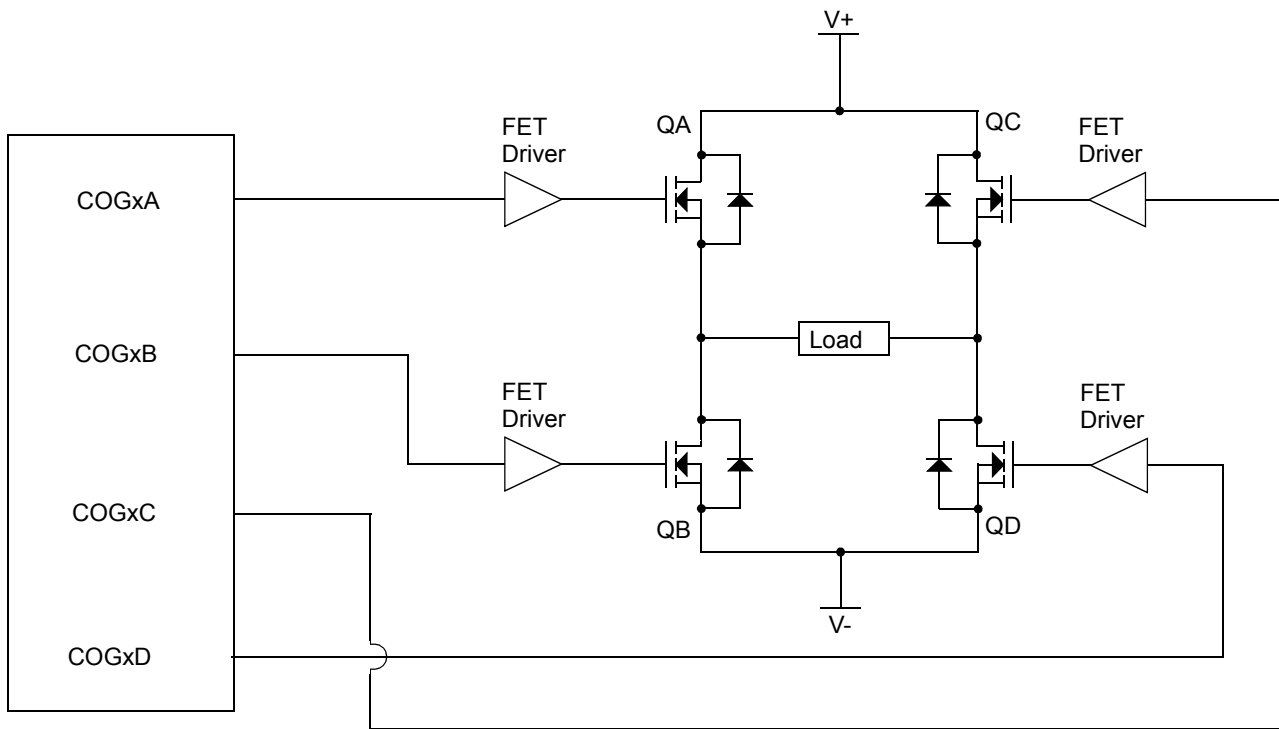 V+
QA
QC
FET
Driver
FET
Driver
COGxA
COGxB
Load
FET
Driver
FET
Driver
COGxC
QB
QD
V-
COGxD